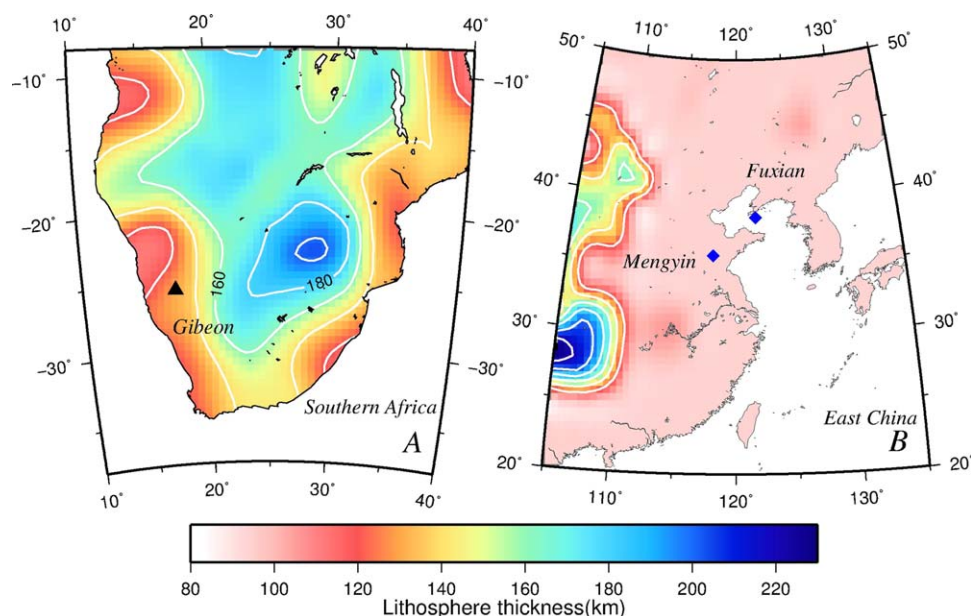 10° 20° 30° 40°
50° 110° 120° 130° 50°
−10° −10°
−20° −20°
−30° −30°
160
180
Gibeon
Southern Africa
A
10° 20° 30° 40°
40° 40°
30° 30°
20° 20°
Fuxian
Mengyin
East China
B
110° 120° 130°
80 100 120 140 160 180 200 220
Lithosphere thickness(km)